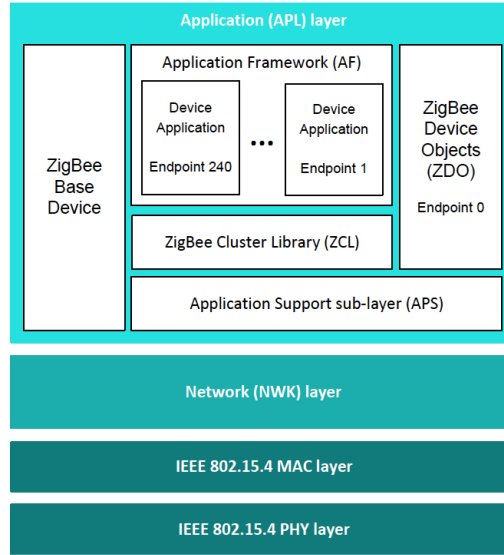 Application (APL) layer
ZigBee
Base
Device
Application Framework (AF)
Device
Application
Endpoint 240
...
Device
Application
Endpoint 1
ZigBee
Device
Objects
(ZDO)
Endpoint 0
ZigBee Cluster Library (ZCL)
Application Support sub-layer (APS)
Network (NWK) layer
IEEE 802.15.4 MAC layer
IEEE 802.15.4 PHY layer